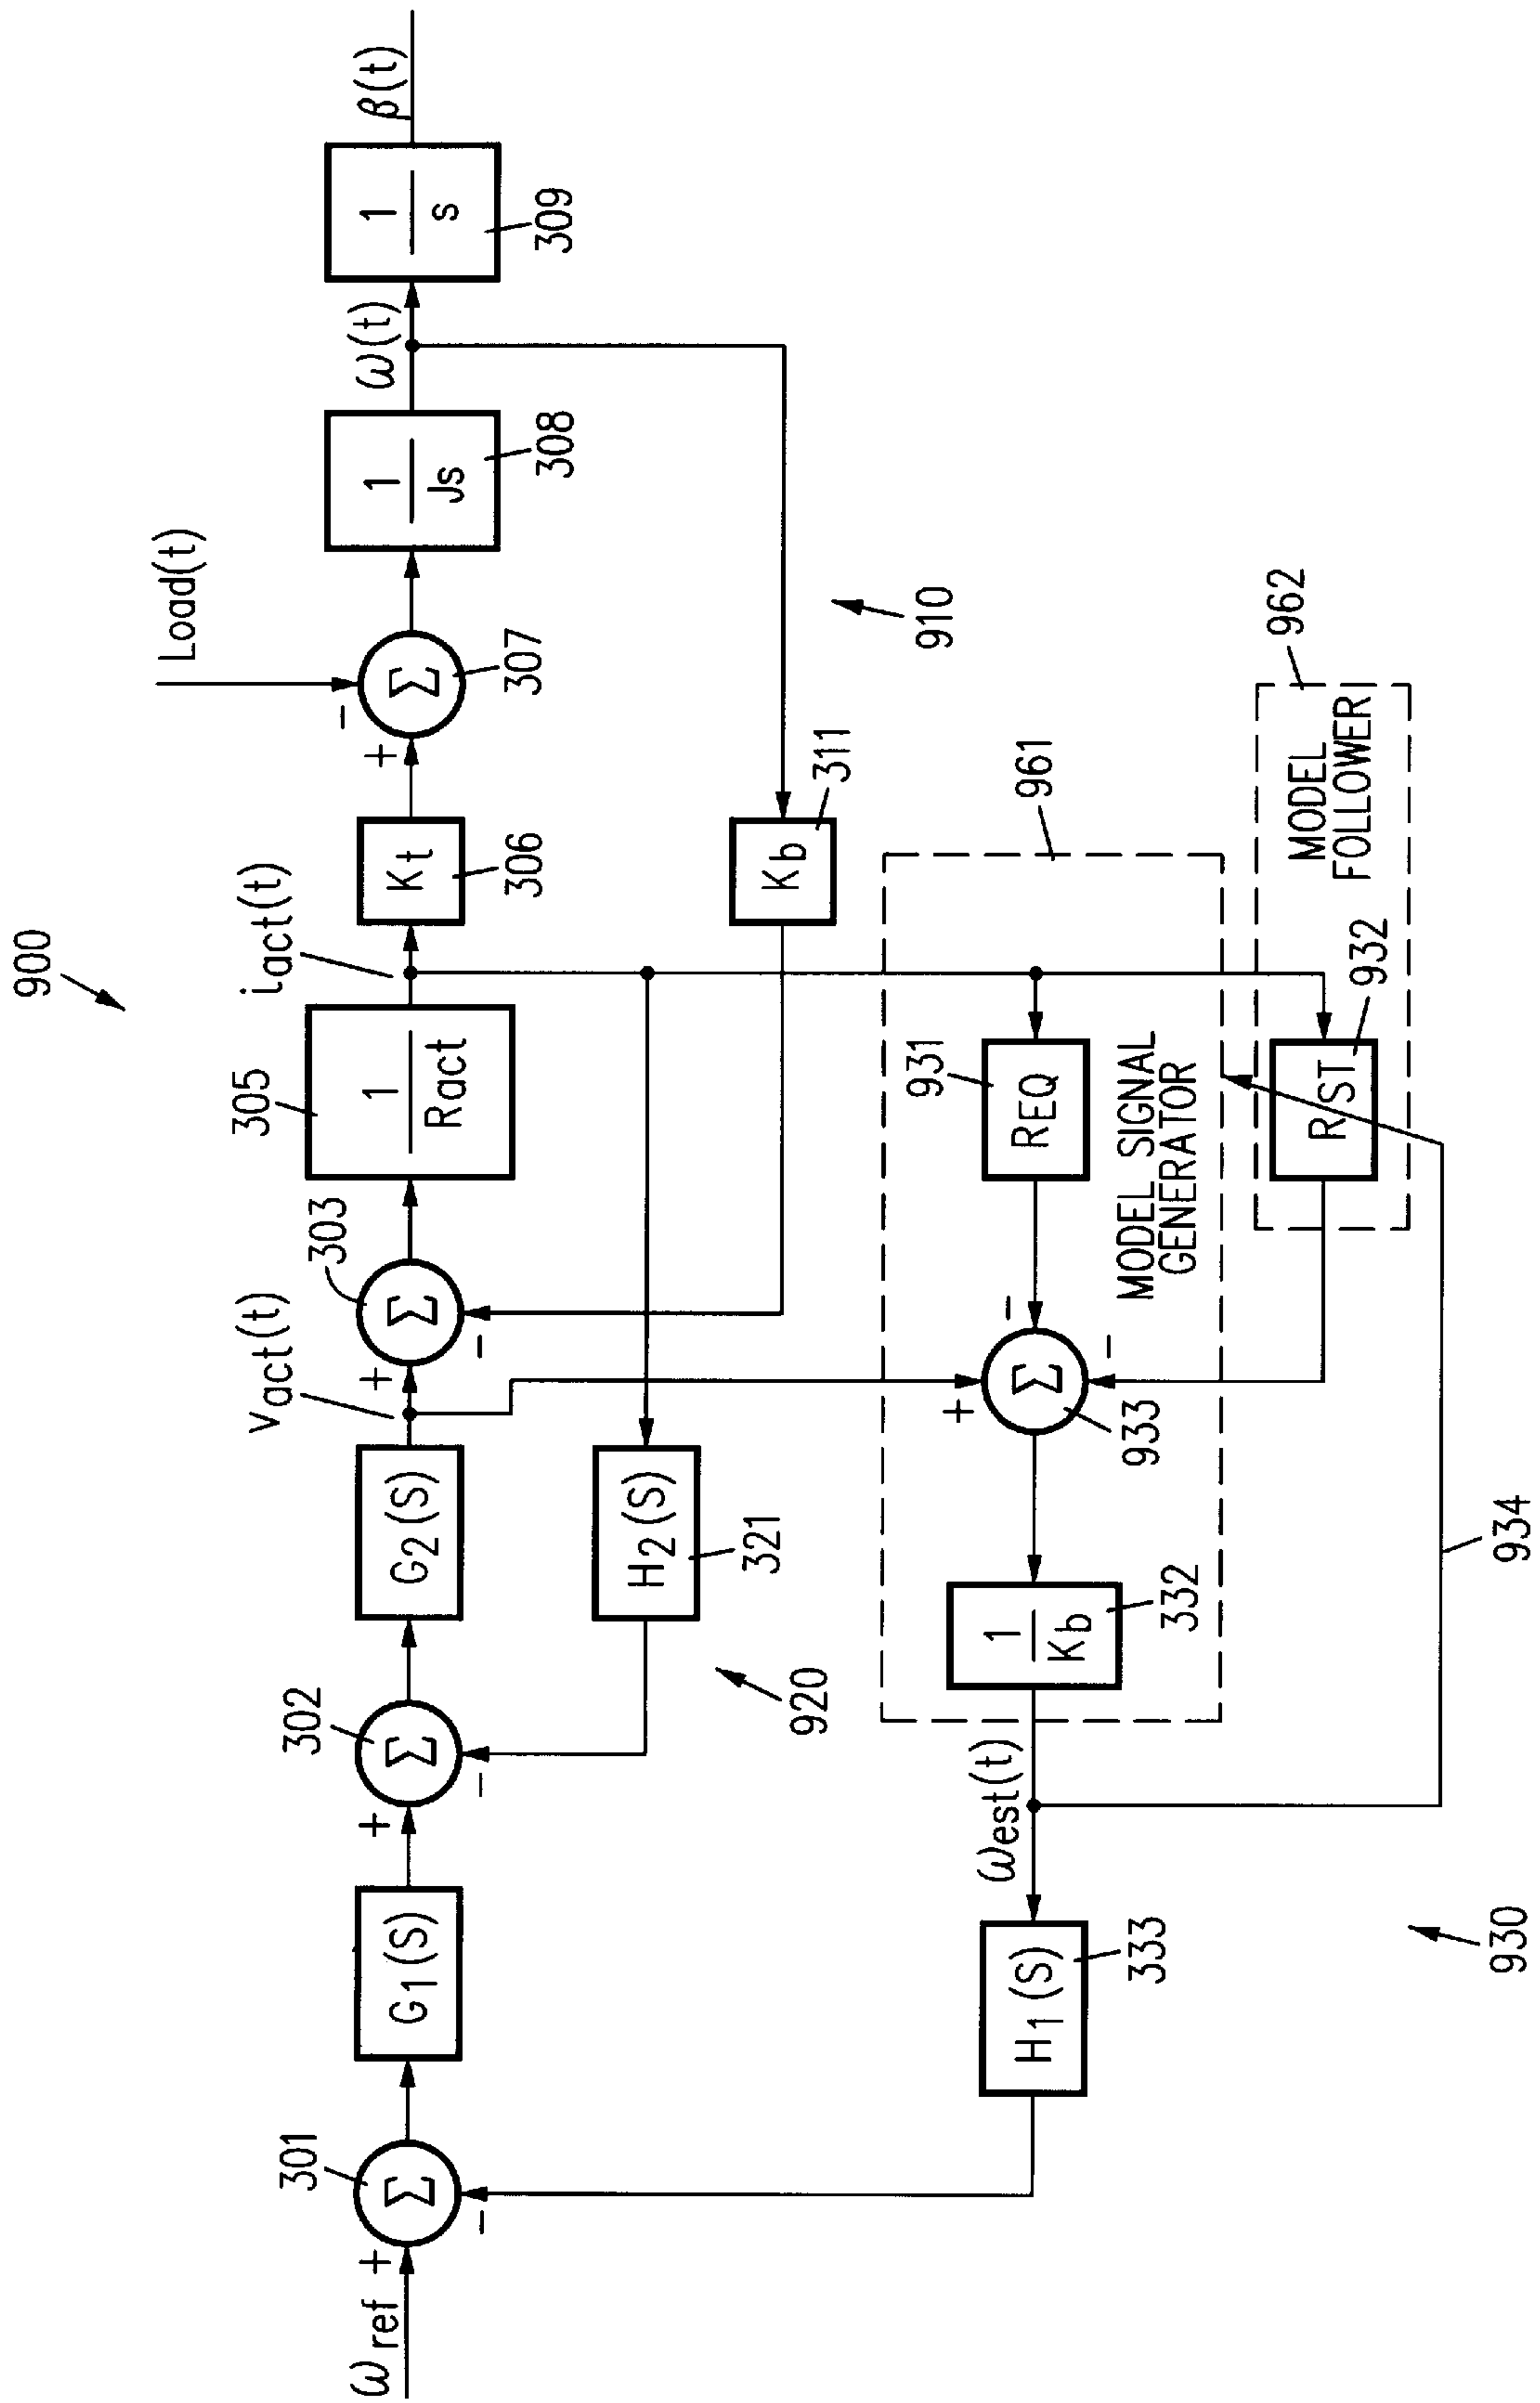 900
ωref
+
-
Σ
301
G1(S)
+
-
Σ
302
G2(S)
vact(t)
+
-
Σ
303
1
Ract
305
iact(t)
Kt
306
+
-
Load(t)
Σ
307
1
Js
308
ω(t)
1
s
309
β(t)
H2(S)
321
920
Kb
311
910
H1(S)
333
ωest(t)
1
Kb
332
+
-
-
Σ
933
REQ
931
MODEL SIGNAL
GENERATOR
961
RST
932
MODEL
FOLLOWER
962
934
930